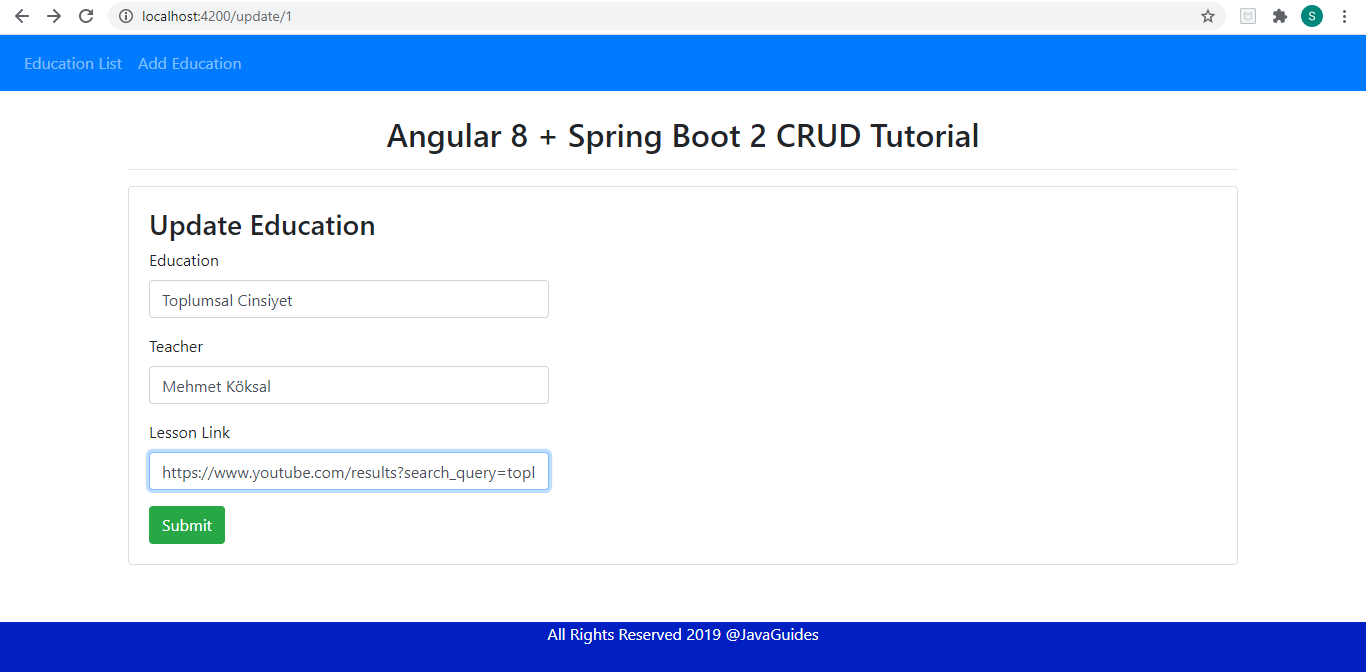 localhost:4200/update/1
S
Education List Add Education
Angular 8 + Spring Boot 2 CRUD Tutorial
Update Education
Education
Toplumsal Cinsiyet
Teacher
Mehmet Köksal
Lesson Link
https://www.youtube.com/results?search_query=topl
Submit
All Rights Reserved 2019 @JavaGuides